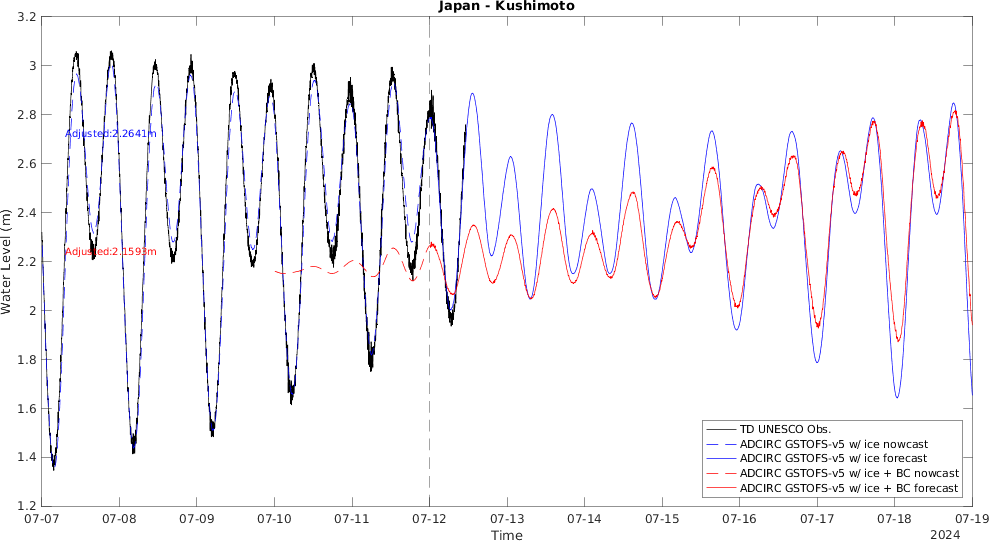 Japan - Kushimoto
3.2
3
2.8
2.6
2.4
2.2
2
1.8
1.6
1.4
1.2
Water Level (m)
Adjusted:2.2641m
Adjusted:2.1593m
TD UNESCO Obs.
ADCIRC GSTOFS-v5 w/ ice nowcast
ADCIRC GSTOFS-v5 w/ ice forecast
ADCIRC GSTOFS-v5 w/ ice + BC nowcast
ADCIRC GSTOFS-v5 w/ ice + BC forecast
07-07 07-08 07-09 07-10 07-11 07-12 07-13 07-14 07-15 07-16 07-17 07-18 07-19
Time
2024